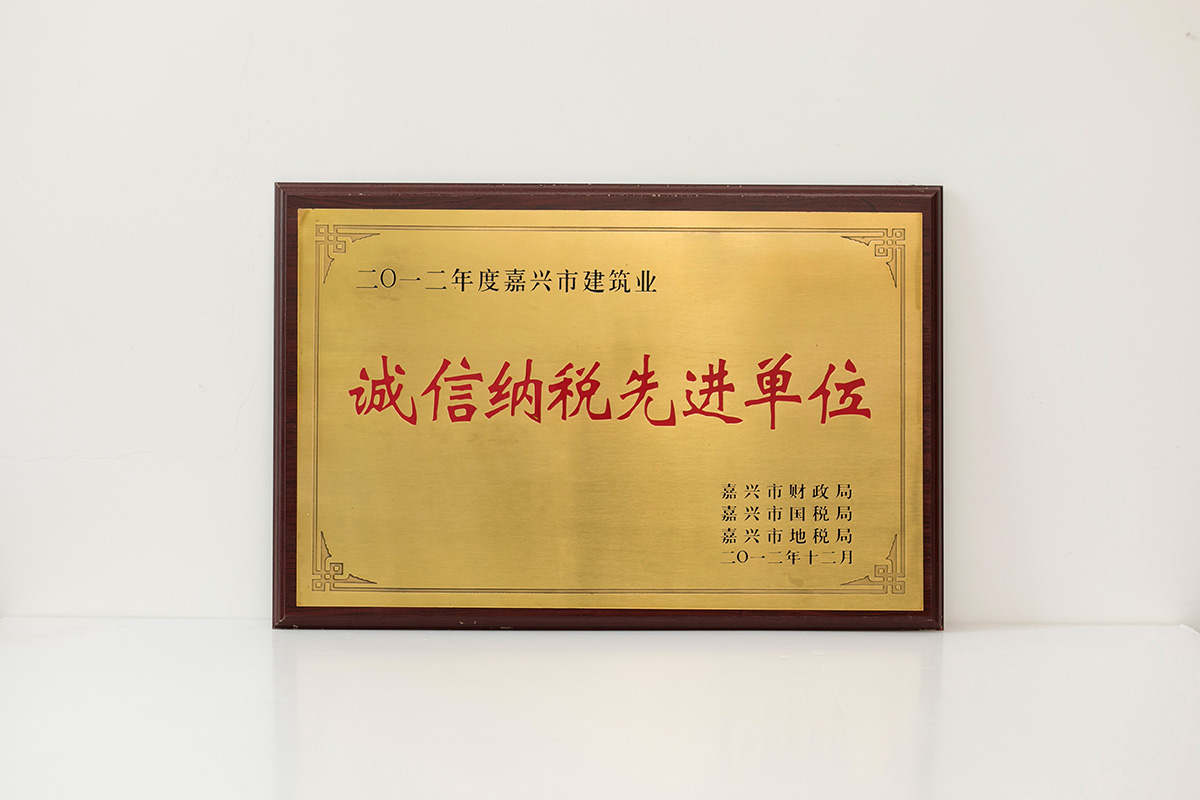 二〇一二年度嘉兴市建筑业
诚信纳税先进单位
嘉兴市财政局
嘉兴市国税局
嘉兴市地税局
二〇一二年十二月